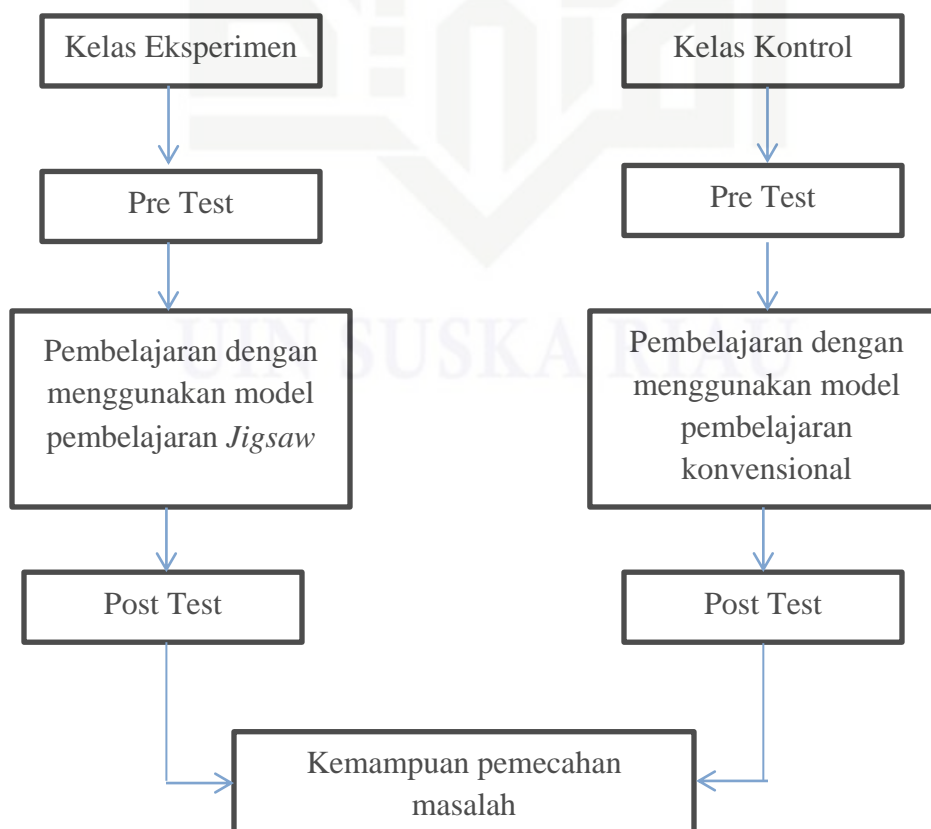 Kelas Eksperimen
Kelas Kontrol
Pre Test
Pre Test
Pembelajaran dengan
menggunakan model
pembelajaran Jigsaw
Pembelajaran dengan
menggunakan model
pembelajaran
konvensional
UIN SUSKA RIAU
Post Test
Post Test
Kemampuan pemecahan
masalah